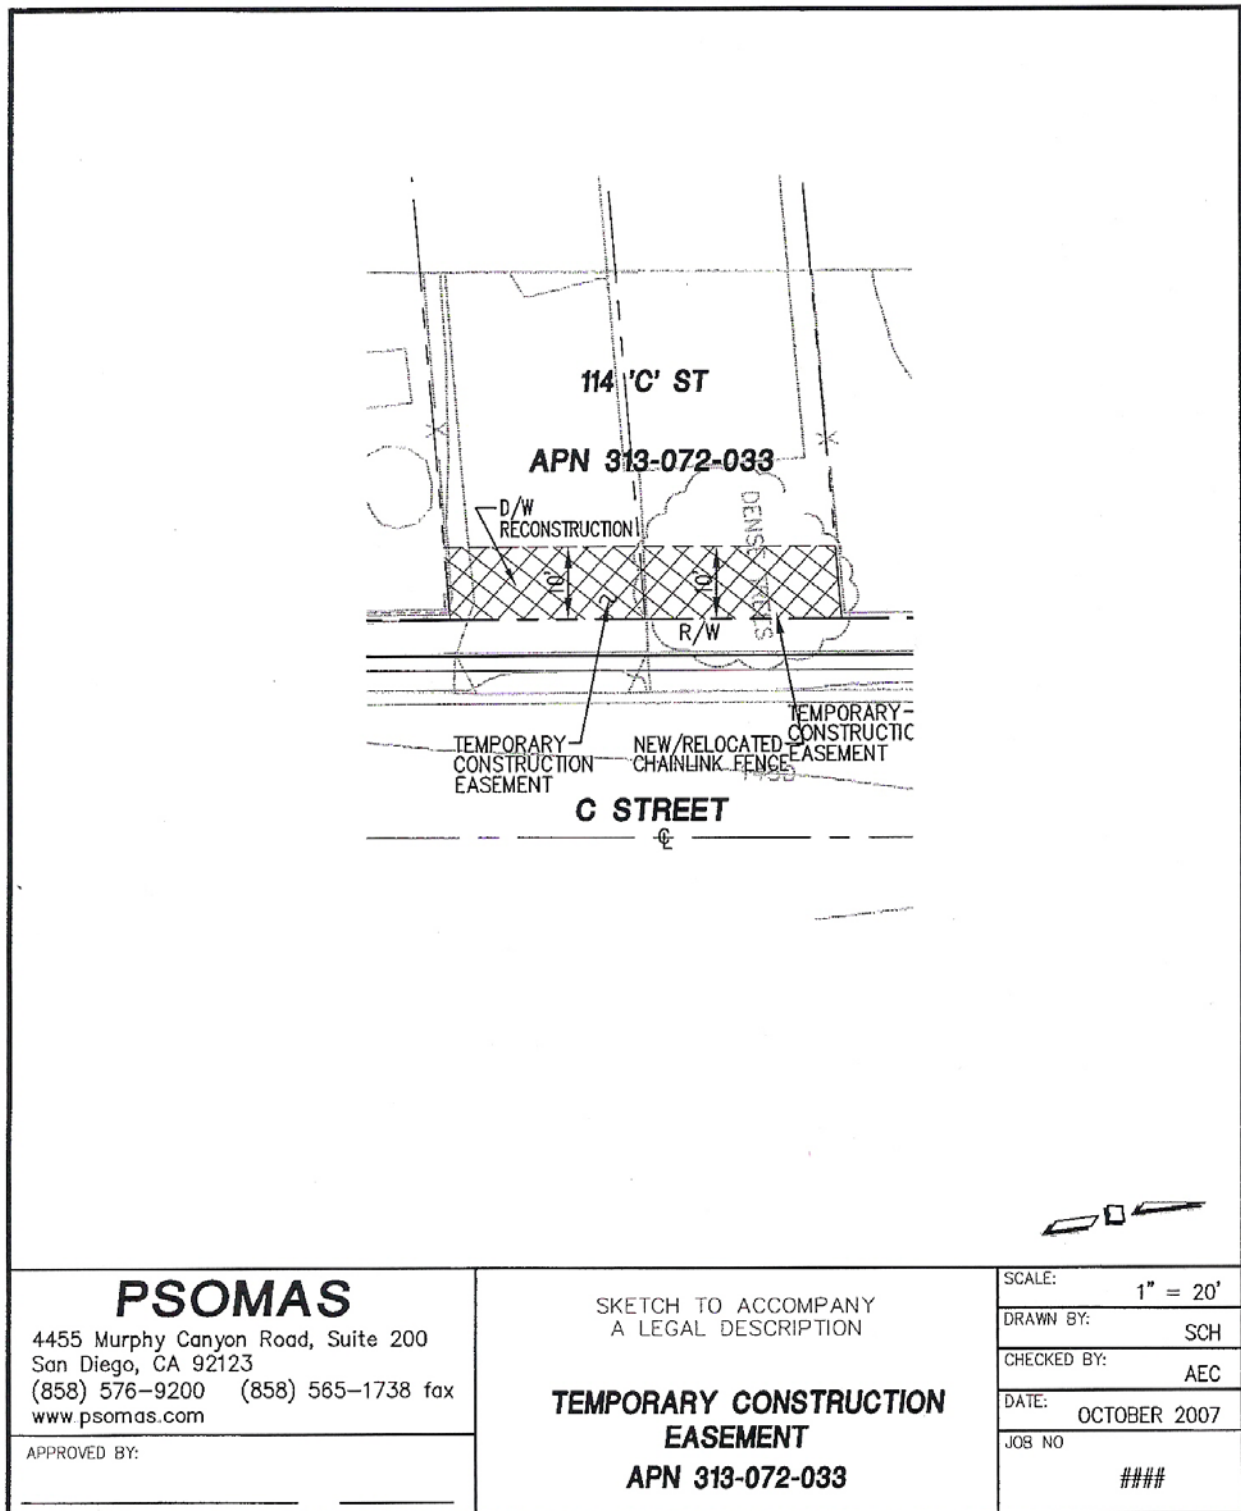 114 'C' ST
APN 313-072-033
D/W
RECONSTRUCTION
DENSE TREES
10'
10'
R/W
TEMPORARY
CONSTRUCTION
EASEMENT
NEW/RELOCATED
CHAINLINK FENCE
TEMPORARY
CONSTRUCTIO
EASEMENT
C STREET
℄
PSOMAS
4455 Murphy Canyon Road, Suite 200
San Diego, CA 92123
(858) 576-9200 (858) 565-1738 fax
www.psomas.com
APPROVED BY:
SKETCH TO ACCOMPANY
A LEGAL DESCRIPTION
TEMPORARY CONSTRUCTION
EASEMENT
APN 313-072-033
SCALE: 1" = 20'
DRAWN BY: SCH
CHECKED BY: AEC
DATE: OCTOBER 2007
JOB NO
####